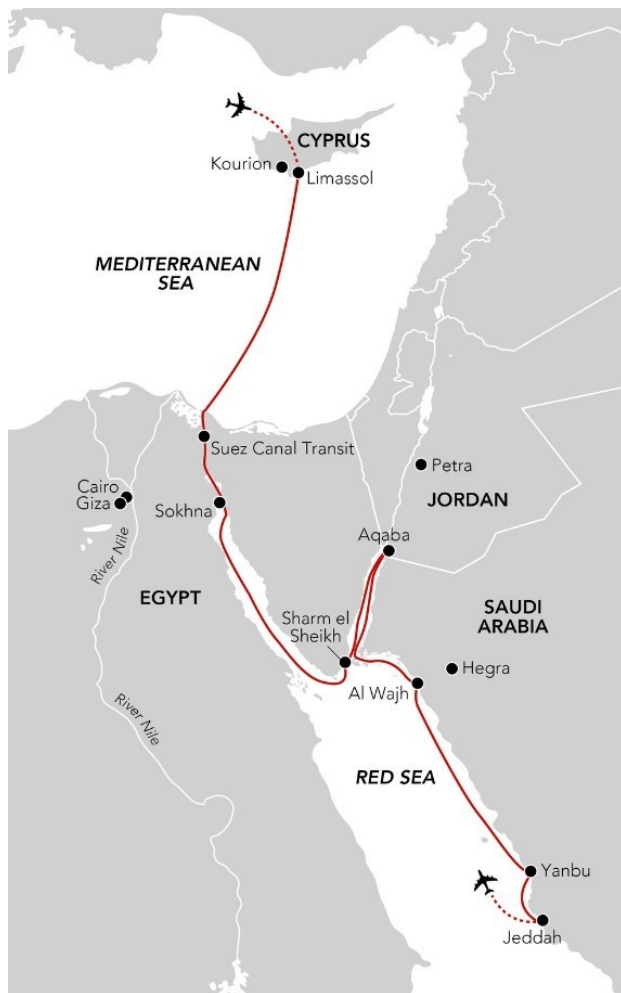 CYPRUS
Kourion
Limassol
MEDITERRANEAN
SEA
Suez Canal Transit
Petra
Cairo
Giza
Sokhna
JORDAN
River Nile
Aqaba
EGYPT
SAUDI
ARABIA
Sharm el
Sheikh
Hegra
Al Wajh
River Nile
RED SEA
Yanbu
Jeddah